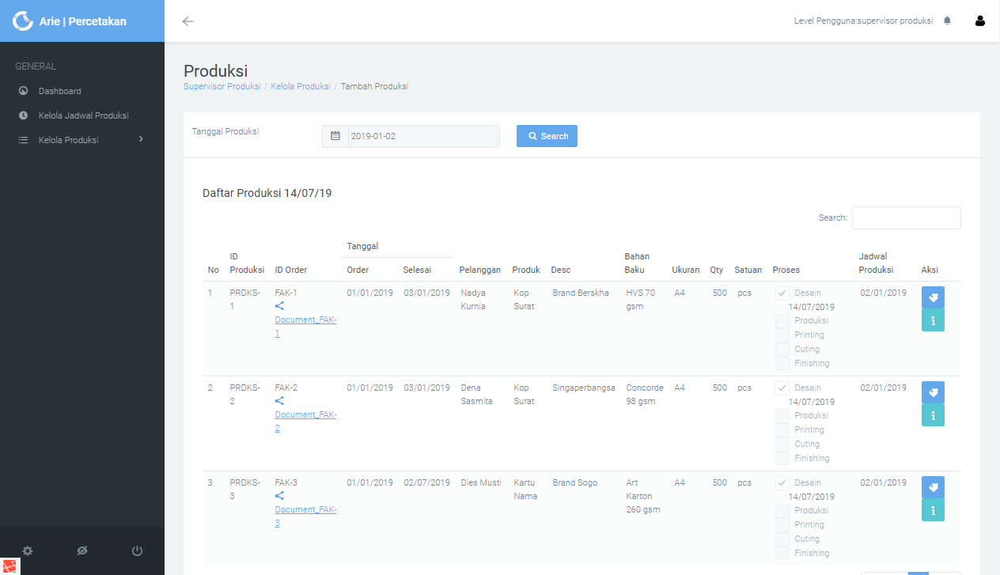 Arie | Percetakan
Level Pengguna:supervisor produksi
GENERAL
Dashboard
Kelola Jadwal Produksi
Kelola Produksi
Produksi
Supervisor Produksi / Kelola Produksi / Tambah Produksi
Tanggal Produksi
2019-01-02
Search
Daftar Produksi 14/07/19
Search:
Tanggal
ID Bahan Jadwal
No Produksi ID Order Order Selesai Pelanggan Produk Desc Baku Ukuran Qty Satuan Proses Produksi Aksi
1 PRDKS- FAK-1 01/01/2019 03/01/2019 Nadya Kop Brand Berskha HVS 70 A4 500 pcs Desain 02/01/2019
1 Kurnia Surat gsm 14/07/2019
Document_FAK- Produksi
1 Printing
Cuting
Finishing
2 PRDKS- FAK-2 01/01/2019 03/01/2019 Dena Kop Singaperbangsa Concorde A4 500 pcs Desain 02/01/2019
2 Sasmita Surat 98 gsm 14/07/2019
Document_FAK- Produksi
2 Printing
Cuting
Finishing
3 PRDKS- FAK-3 01/01/2019 02/07/2019 Dies Musti Kartu Brand Sogo Art A4 500 pcs Desain 02/01/2019
3 Nama Karton 14/07/2019
Document_FAK- 260 gsm Produksi
3 Printing
Cuting
Finishing